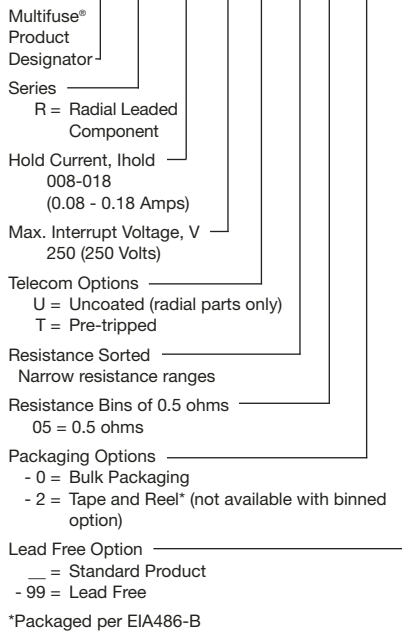 Multifuse®
Product
Designator
Series
R = Radial Leaded
Component
Hold Current, Ihold
008-018
(0.08 - 0.18 Amps)
Max. Interrupt Voltage, V
250 (250 Volts)
Telecom Options
U = Uncoated (radial parts only)
T = Pre-tripped
Resistance Sorted
Narrow resistance ranges
Resistance Bins of 0.5 ohms
05 = 0.5 ohms
Packaging Options
- 0 = Bulk Packaging
- 2 = Tape and Reel* (not available with binned
option)
Lead Free Option
__ = Standard Product
- 99 = Lead Free
*Packaged per EIA486-B